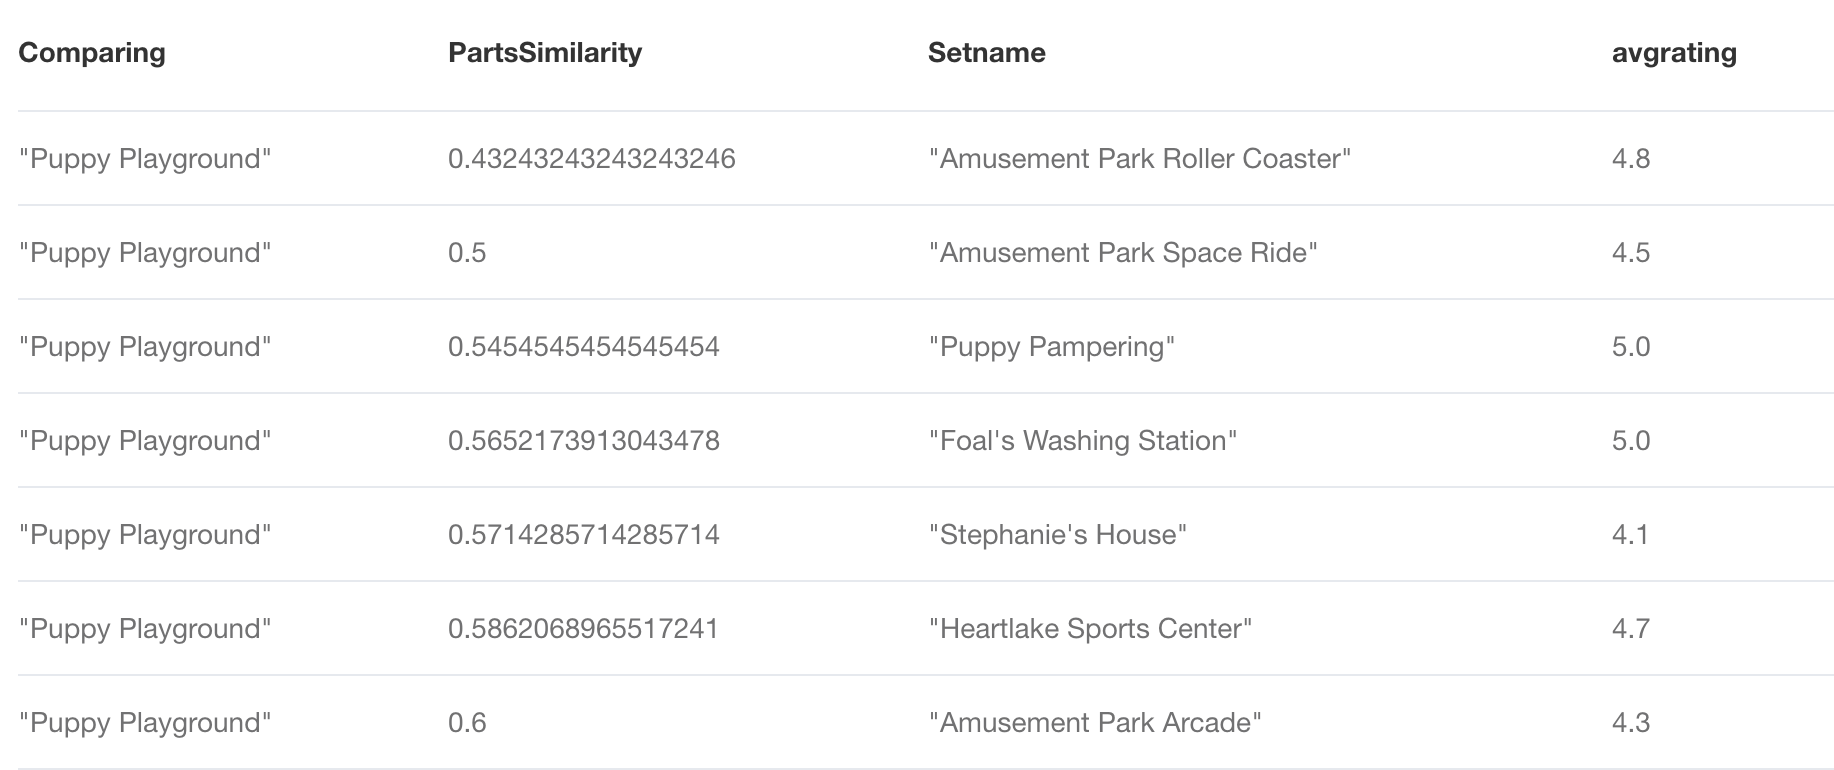 Comparing PartsSimilarity Setname avgrating
"Puppy Playground" 0.43243243243243246 "Amusement Park Roller Coaster" 4.8
"Puppy Playground" 0.5 "Amusement Park Space Ride" 4.5
"Puppy Playground" 0.5454545454545454 "Puppy Pampering" 5.0
"Puppy Playground" 0.5652173913043478 "Foal's Washing Station" 5.0
"Puppy Playground" 0.5714285714285714 "Stephanie's House" 4.1
"Puppy Playground" 0.5862068965517241 "Heartlake Sports Center" 4.7
"Puppy Playground" 0.6 "Amusement Park Arcade" 4.3